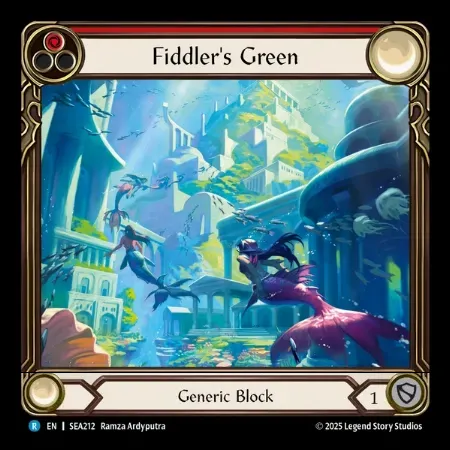 Fiddler's Green
Generic Block
1
R EN | SEA212 Ramza Ardyputra
© 2025 Legend Story Studios